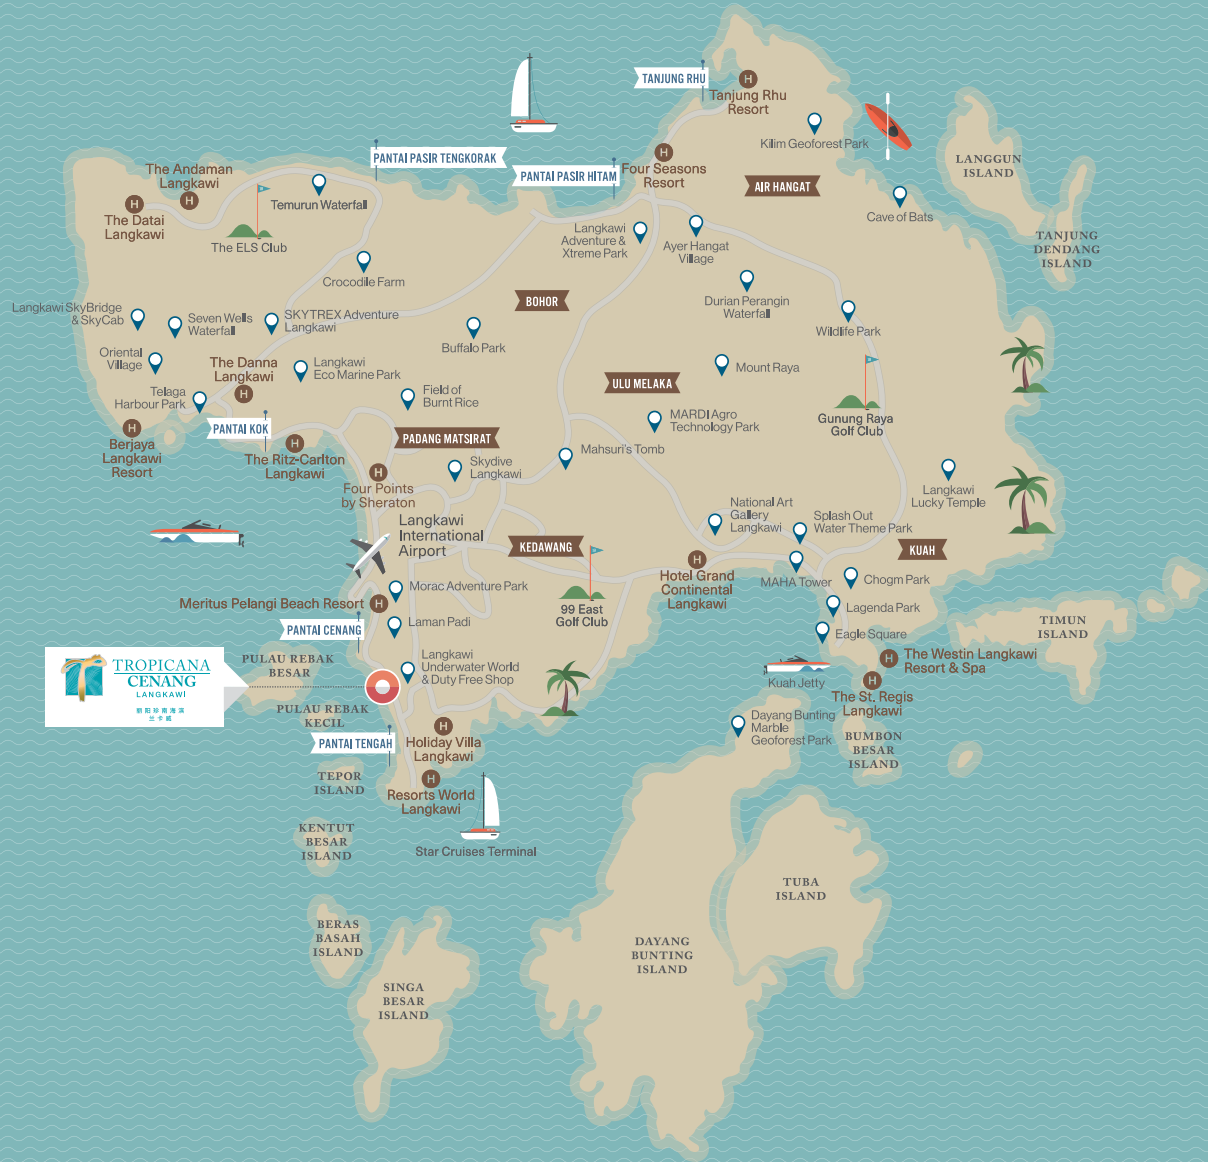 TANJUNG RHU
Tanjung Rhu
Resort
Kilim Geoforest Park
LANGGUN
ISLAND
PANTAI PASIR TENGKORAK
PANTAI PASIR HITAM
Four Seasons
Resort
AIR HANGAT
The Andaman
Langkawi
Temurun Waterfall
The Datai
Langkawi
The ELS Club
Cave of Bats
TANJUNG
DENDANG
ISLAND
Langkawi
Adventure &
Xtreme Park
Ayer Hangat
Village
Crocodile Farm
BOHOR
Durian Perangin
Waterfall
Langkawi SkyBridge
& SkyCab
Seven Wells
Waterfall
SKYTREX Adventure
Langkawi
Wildlife Park
Buffalo Park
Oriental
Village
The Danna
Langkawi
Langkawi
Eco Marine Park
Mount Raya
ULU MELAKA
Telaga
Harbour Park
Field of
Burnt Rice
MARDI Agro
Technology Park
Gunung Raya
Golf Club
PANTAI KOK
PADANG MATSIRAT
Berjaya
Langkawi
Resort
The Ritz-Carlton
Langkawi
Mahsuri's Tomb
Skydive
Langkawi
Four Points
by Sheraton
Langkawi
Lucky Temple
National Art
Gallery
Langkawi
Splash Out
Water Theme Park
Langkawi
International
Airport
KEDAWANG
KUAH
Hotel Grand
Continental
Langkawi
MAHA Tower
Chogm Park
Morac Adventure Park
Meritus Pelangi Beach Resort
99 East
Golf Club
Lagenda Park
Laman Padi
PANTAI CENANG
Eagle Square
TIMUN
ISLAND
TROPICANA
CENANG
LANGKAWI
朝阳珍南海滨
兰卡威
PULAU REBAK
BESAR
Langkawi
Underwater World
& Duty Free Shop
The Westin Langkawi
Resort & Spa
Kuah Jetty
The St. Regis
Langkawi
PULAU REBAK
KECIL
Dayang Bunting
Marble
Geoforest Park
BUMBON
BESAR
ISLAND
PANTAI TENGAH
Holiday Villa
Langkawi
TEPOR
ISLAND
Resorts World
Langkawi
KENTUT
BESAR
ISLAND
Star Cruises Terminal
TUBA
ISLAND
BERAS
BASAH
ISLAND
DAYANG
BUNTING
ISLAND
SINGA
BESAR
ISLAND